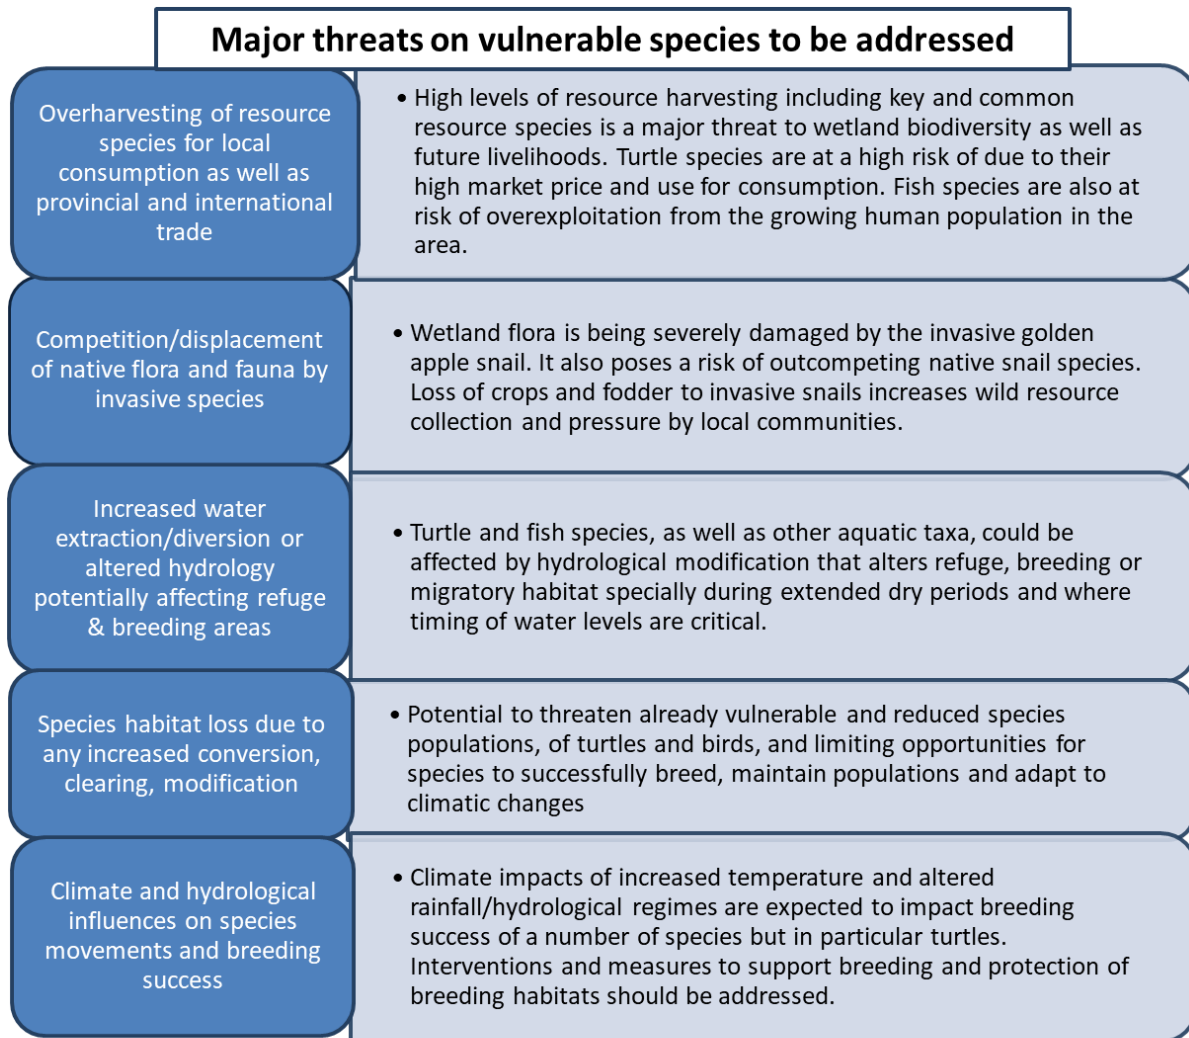 Major threats on vulnerable species to be addressed
Overharvesting of resource
species for local
consumption as well as
provincial and international
trade
• High levels of resource harvesting including key and common
resource species is a major threat to wetland biodiversity as well as
future livelihoods. Turtle species are at a high risk of due to their
high market price and use for consumption. Fish species are also at
risk of overexploitation from the growing human population in the
area.
Competition/displacement
of native flora and fauna by
invasive species
• Wetland flora is being severely damaged by the invasive golden
apple snail. It also poses a risk of outcompeting native snail species.
Loss of crops and fodder to invasive snails increases wild resource
collection and pressure by local communities.
Increased water
extraction/diversion or
altered hydrology
potentially affecting refuge
& breeding areas
• Turtle and fish species, as well as other aquatic taxa, could be
affected by hydrological modification that alters refuge, breeding or
migratory habitat specially during extended dry periods and where
timing of water levels are critical.
Species habitat loss due to
any increased conversion,
clearing, modification
• Potential to threaten already vulnerable and reduced species
populations, of turtles and birds, and limiting opportunities for
species to successfully breed, maintain populations and adapt to
climatic changes
Climate and hydrological
influences on species
movements and breeding
success
• Climate impacts of increased temperature and altered
rainfall/hydrological regimes are expected to impact breeding
success of a number of species but in particular turtles.
Interventions and measures to support breeding and protection of
breeding habitats should be addressed.